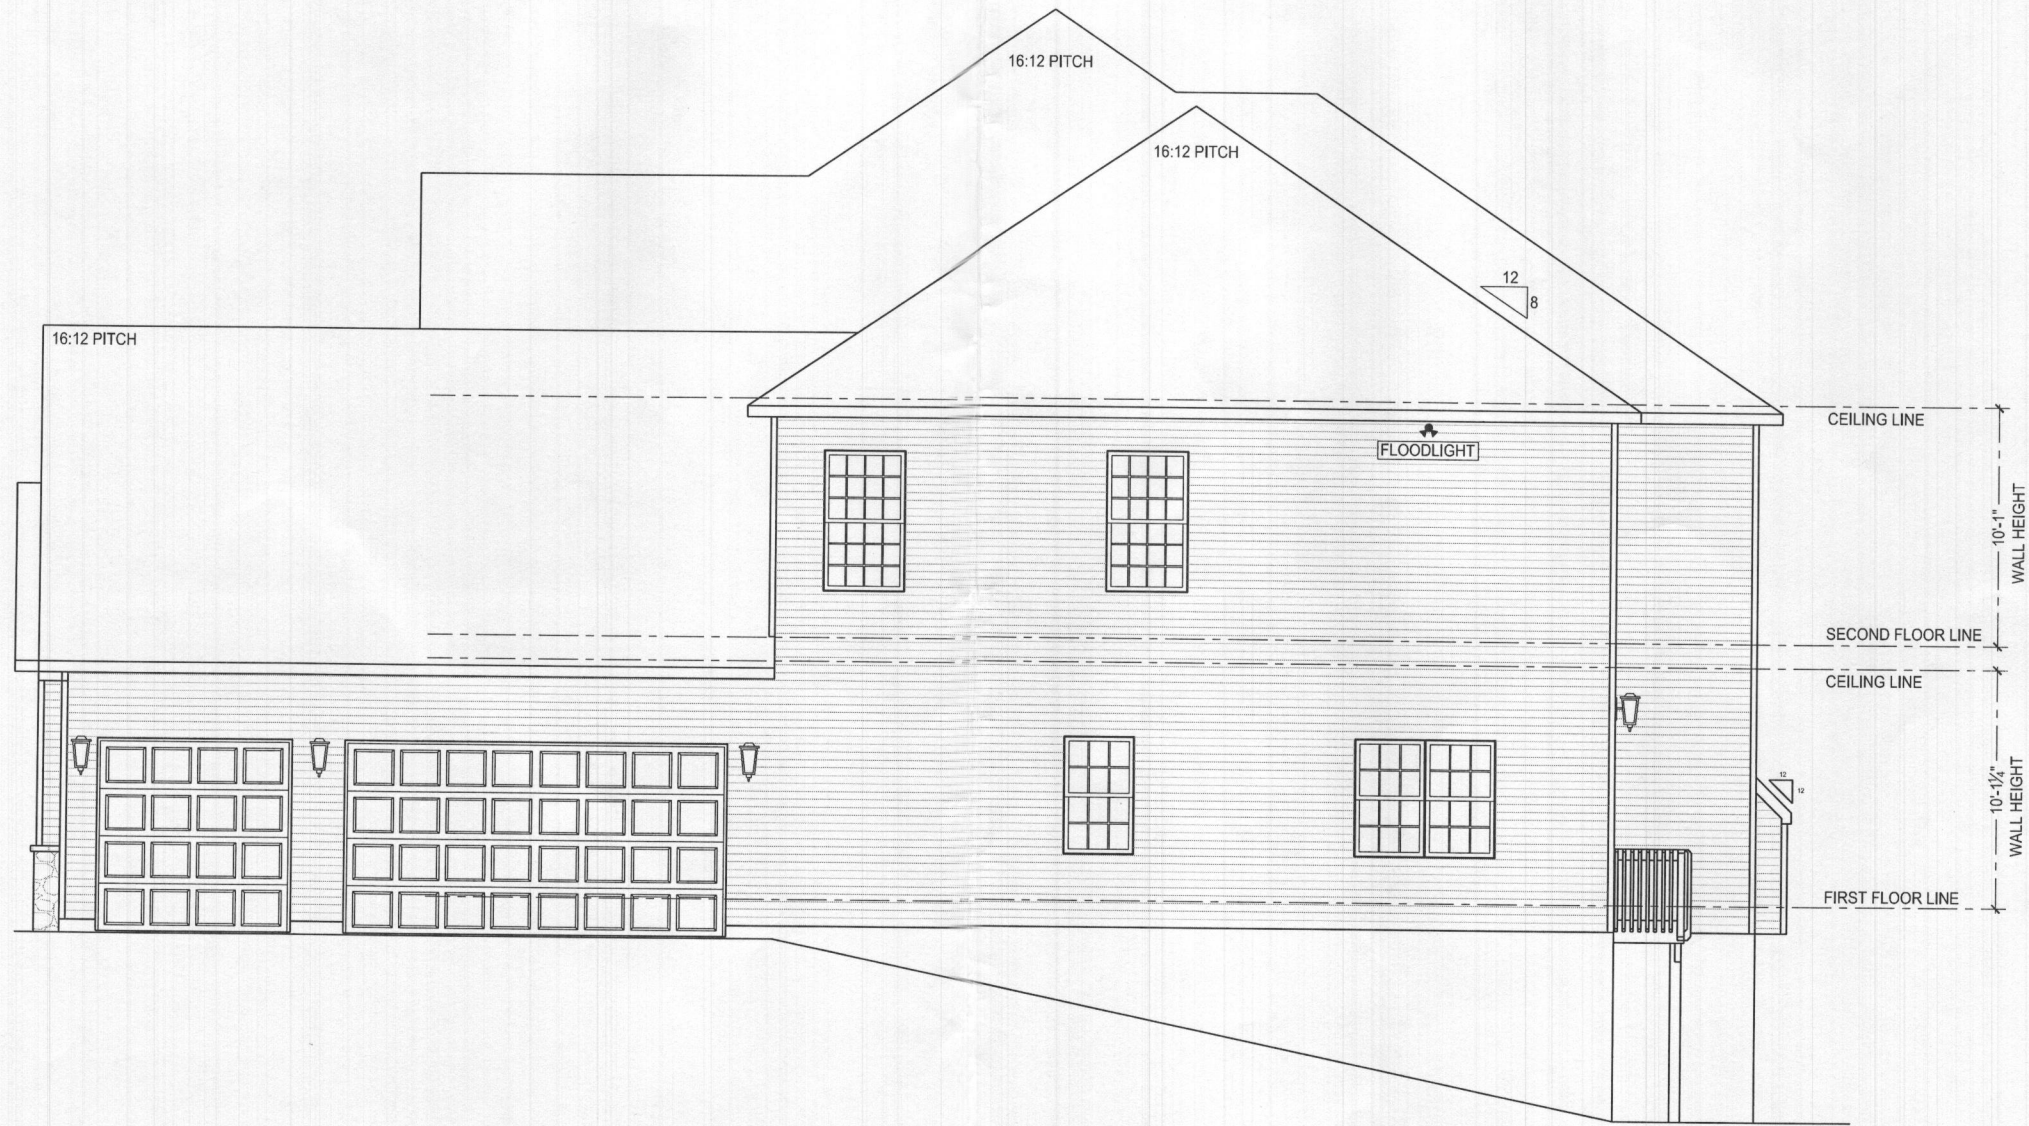 16:12 PITCH
16:12 PITCH
12
8
16:12 PITCH
CEILING LINE
FLOODLIGHT
10'-1"
WALL HEIGHT
SECOND FLOOR LINE
CEILING LINE
12
12
10'-1¼"
WALL HEIGHT
FIRST FLOOR LINE